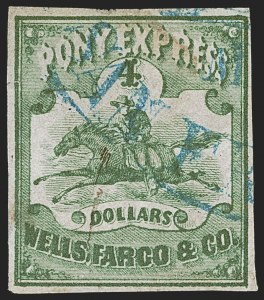 PONY EXPRESS
4
DOLLARS
WELLS, FARGO & CO.